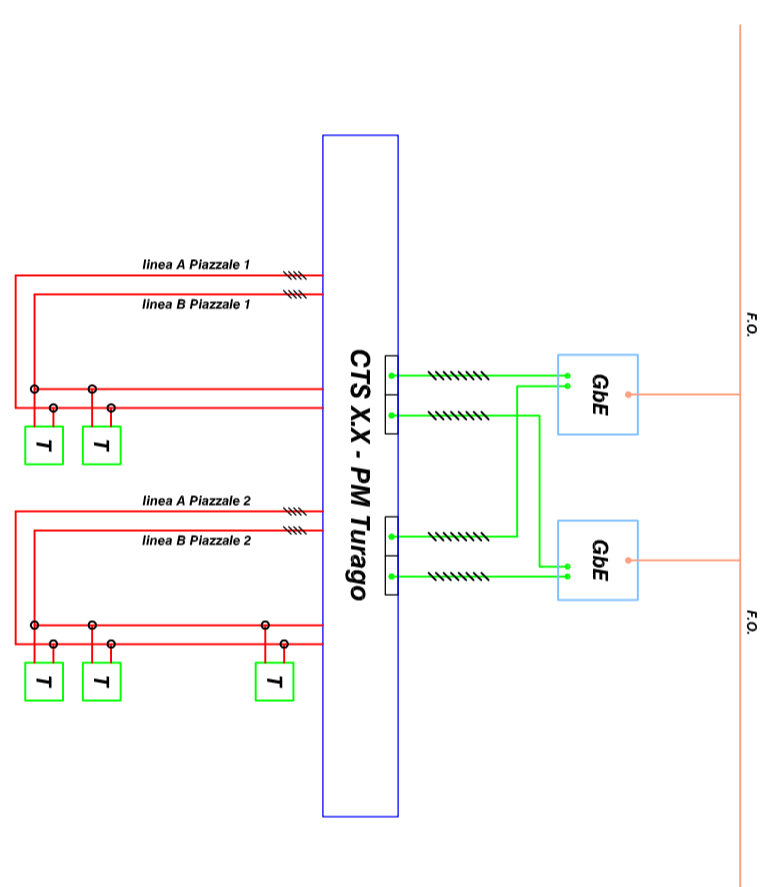 linea A Piazzale 1
linea B Piazzale 1
T
T
linea A Piazzale 2
linea B Piazzale 2
T
T
T
CTS X.X - PM Turago
GbE
GbE
F.O.
F.O.